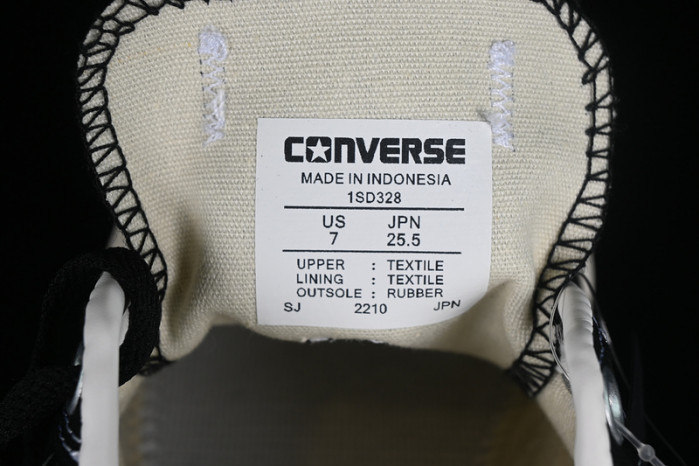 CONVERSE
MADE IN INDONESIA
1SD328
US JPN
7 25.5
UPPER : TEXTILE
LINING : TEXTILE
OUTSOLE : RUBBER
SJ 2210 JPN